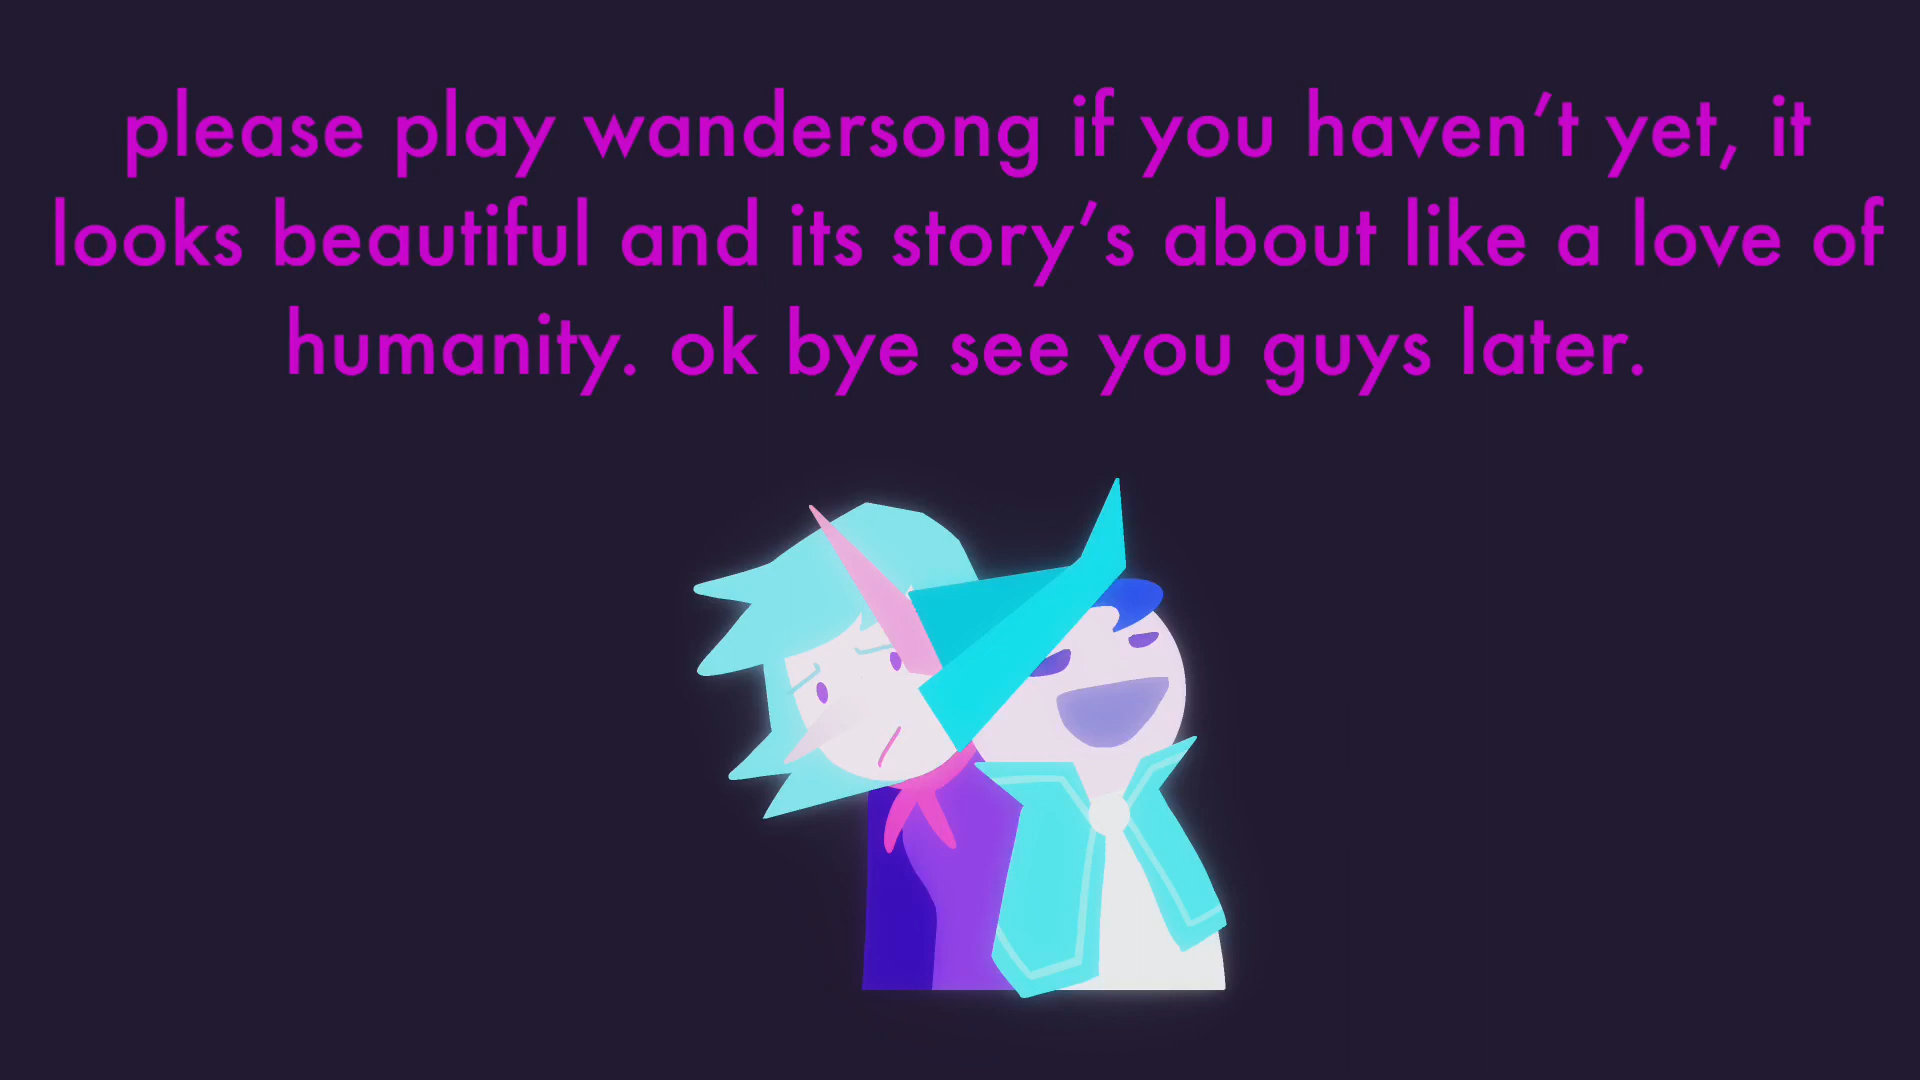 please play wandersong if you haven’t yet, it
looks beautiful and its story’s about like a love of
humanity. ok bye see you guys later.